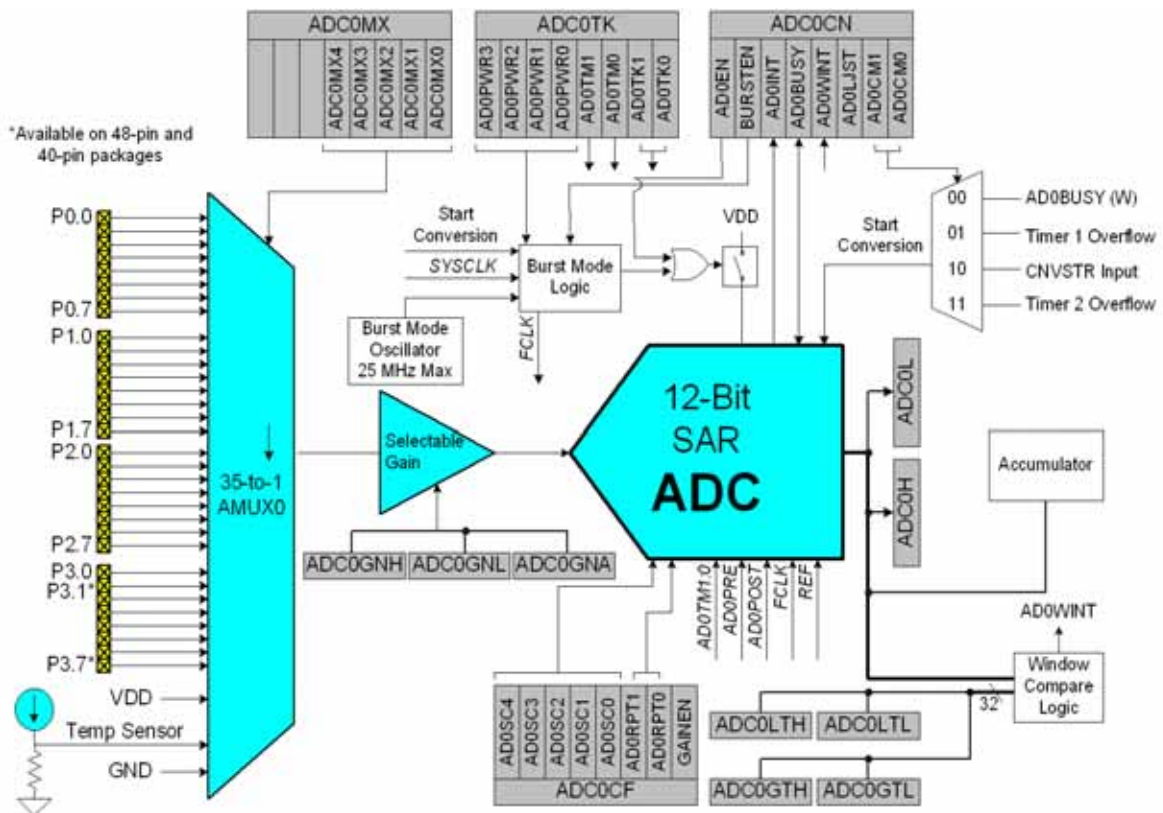 ADC0MX
ADC0MX4
ADC0MX3
ADC0MX2
ADC0MX1
ADC0MX0
ADC0TK
AD0PWR3
AD0PWR2
AD0PWR1
AD0PWR0
AD0TM1
AD0TM0
AD0TK1
AD0TK0
ADC0CN
AD0EN
BURSTEN
AD0INT
AD0BUSY
AD0WINT
AD0LJST
AD0CM1
AD0CM0
*Available on 48-pin and
40-pin packages
P0.0
P0.7
P1.0
P1.7
P2.0
P2.7
P3.0
P3.1*
P3.7*
VDD
Temp Sensor
GND
35-to-1
AMUX0
Start
Conversion
SYSCLK
Burst Mode
Logic
Burst Mode
Oscillator
25 MHz Max
FCLK
VDD
Start
Conversion
00
01
10
11
AD0BUSY (W)
Timer 1 Overflow
CNVSTR Input
Timer 2 Overflow
Selectable
Gain
12-Bit
SAR
ADC
ADC0L
ADC0H
Accumulator
ADC0GNH
ADC0GNL
ADC0GNA
AD0TM1:0
AD0PRE
AD0POST
FCLK
REF
AD0WINT
Window
Compare
Logic
32
ADC0LTH
ADC0LTL
ADC0GTH
ADC0GTL
AD0SC4
AD0SC3
AD0SC2
AD0SC1
AD0SC0
AD0RPT1
AD0RPT0
GAINEN
ADC0CF